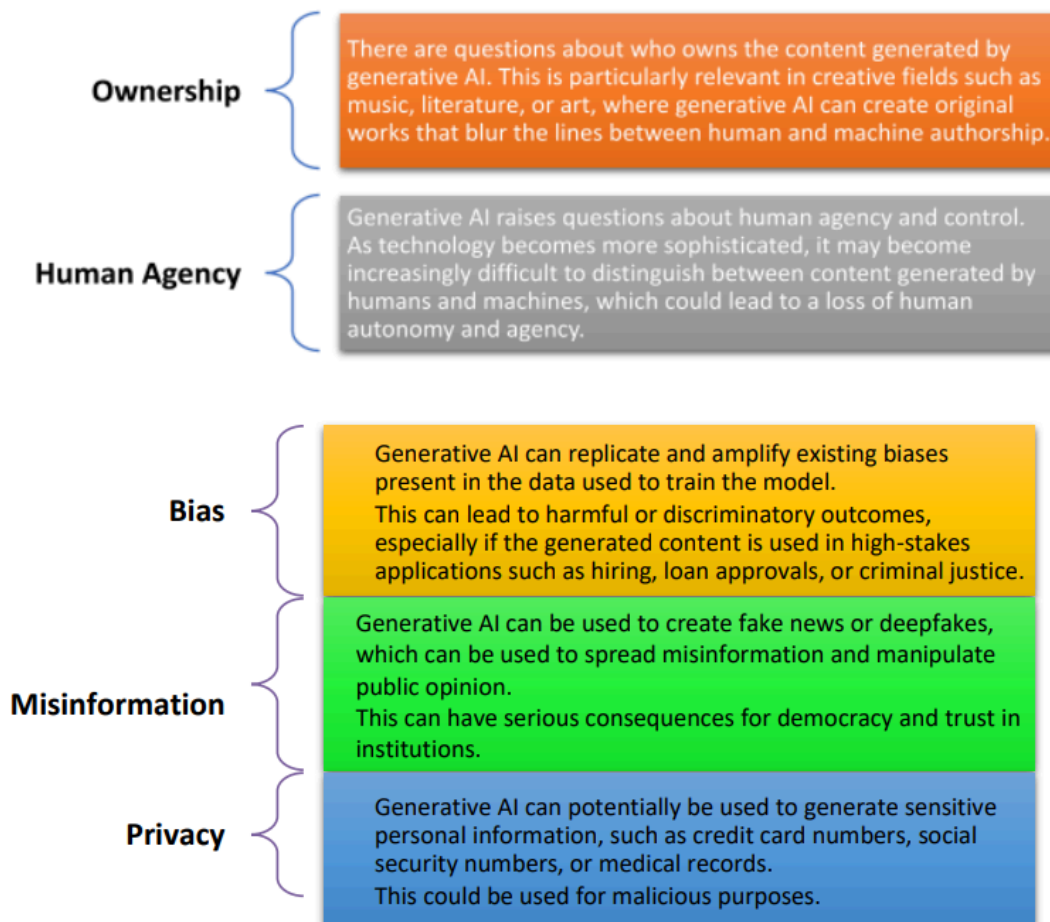 Ownership
There are questions about who owns the content generated by
generative AI. This is particularly relevant in creative fields such as
music, literature, or art, where generative AI can create original
works that blur the lines between human and machine authorship.
Human Agency
Generative AI raises questions about human agency and control.
As technology becomes more sophisticated, it may become
increasingly difficult to distinguish between content generated by
humans and machines, which could lead to a loss of human
autonomy and agency.
Bias
Generative AI can replicate and amplify existing biases
present in the data used to train the model.
This can lead to harmful or discriminatory outcomes,
especially if the generated content is used in high-stakes
applications such as hiring, loan approvals, or criminal justice.
Misinformation
Generative AI can be used to create fake news or deepfakes,
which can be used to spread misinformation and manipulate
public opinion.
This can have serious consequences for democracy and trust in
institutions.
Privacy
Generative AI can potentially be used to generate sensitive
personal information, such as credit card numbers, social
security numbers, or medical records.
This could be used for malicious purposes.